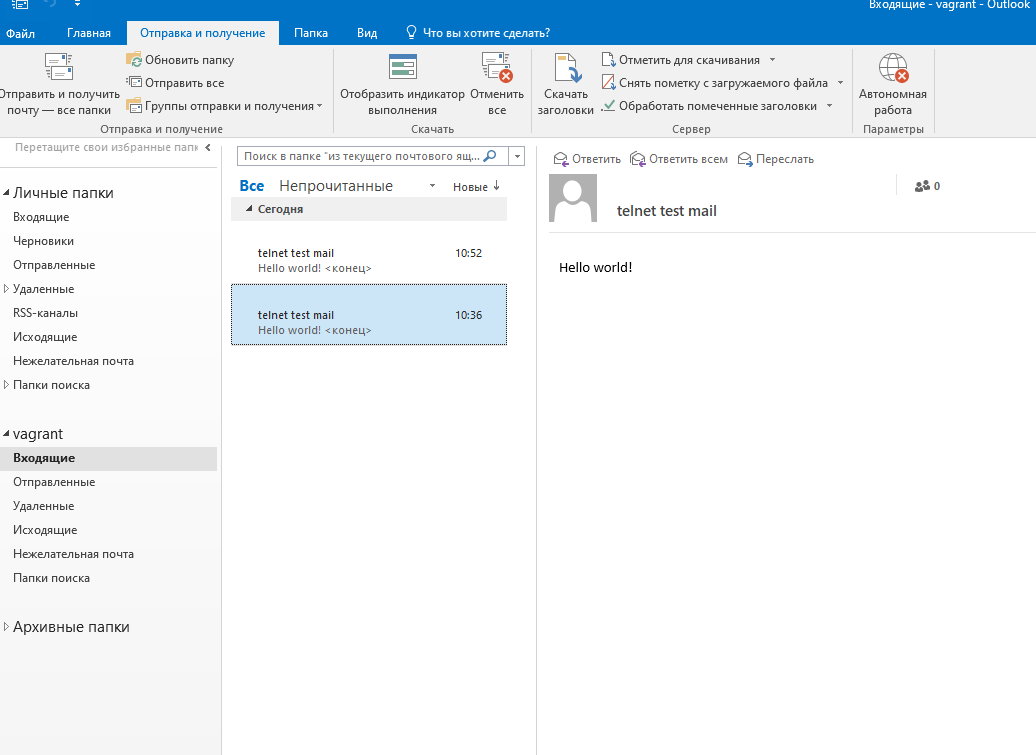 Входящие - vagrant - Outlook
Файл Главная Отправка и получение Папка Вид Что вы хотите сделать?
Отправить и получить почту — все папки
Обновить папку
Отправить все
Группы отправки и получения
Отправка и получение
Отобразить индикатор выполнения
Отменить все
Скачать
Скачать заголовки
Отметить для скачивания
Снять пометку с загружаемого файла
Обработать помеченные заголовки
Сервер
Автономная работа
Параметры
Перетащите свои избранные папк
Личные папки
Входящие
Черновики
Отправленные
Удаленные
RSS-каналы
Исходящие
Нежелательная почта
Папки поиска
vagrant
Входящие
Отправленные
Удаленные
Исходящие
Нежелательная почта
Папки поиска
Архивные папки
Поиск в папке "из текущего почтового ящ...
Все Непрочитанные Новые ↓
Сегодня
telnet test mail 10:52
Hello world! <конец>
telnet test mail 10:36
Hello world! <конец>
Ответить Ответить всем Переслать
telnet test mail
0
Hello world!